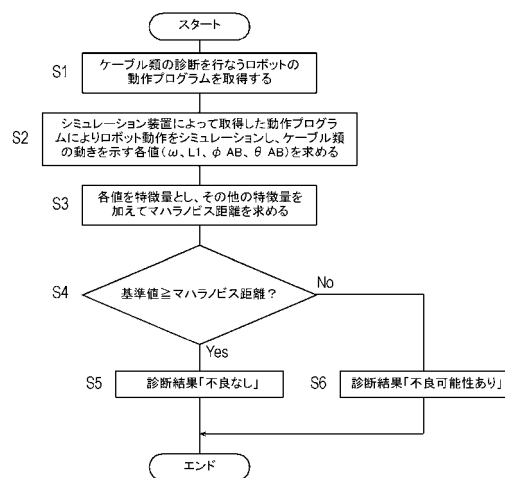 スタート
S1
ケーブル類の診断を行なうロボットの
動作プログラムを取得する
S2
シミュレーション装置によって取得した動作プログラ
ムによりロボット動作をシミュレーションし、ケーブル類
の動きを示す各値(ω、L1、φ AB、θ AB)を求める
S3
各値を特徴量とし、その他の特徴量を
加えてマハラノビス距離を求める
S4
基準値≧マハラノビス距離?
No
Yes
S5
診断結果「不良なし」
S6
診断結果「不良可能性あり」
エンド